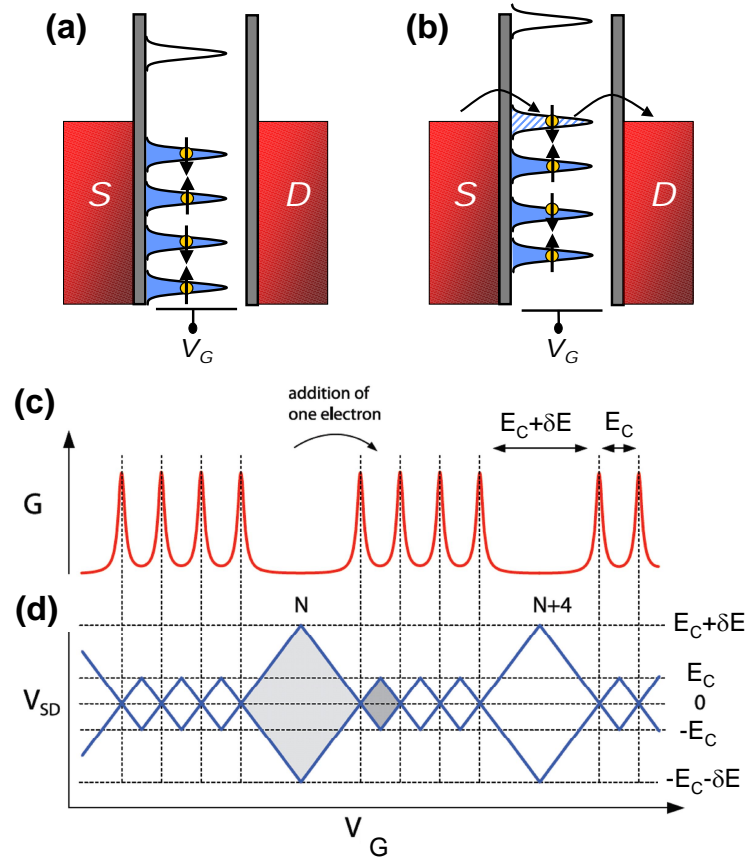 (a)
(b)
S
D
S
D
V_G
V_G
(c)
addition of
one electron
E_C+δE
E_C
G
(d)
N
N+4
E_C+δE
E_C
V_SD
0
-E_C
-E_C-δE
V_G